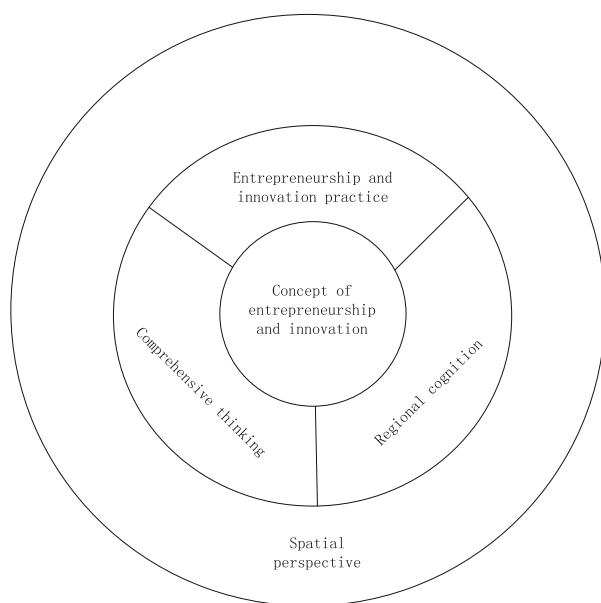 Entrepreneurship and
innovation practice
Concept of
entrepreneurship
and innovation
Comprehensive thinking
Regional cognition
Spatial
perspective